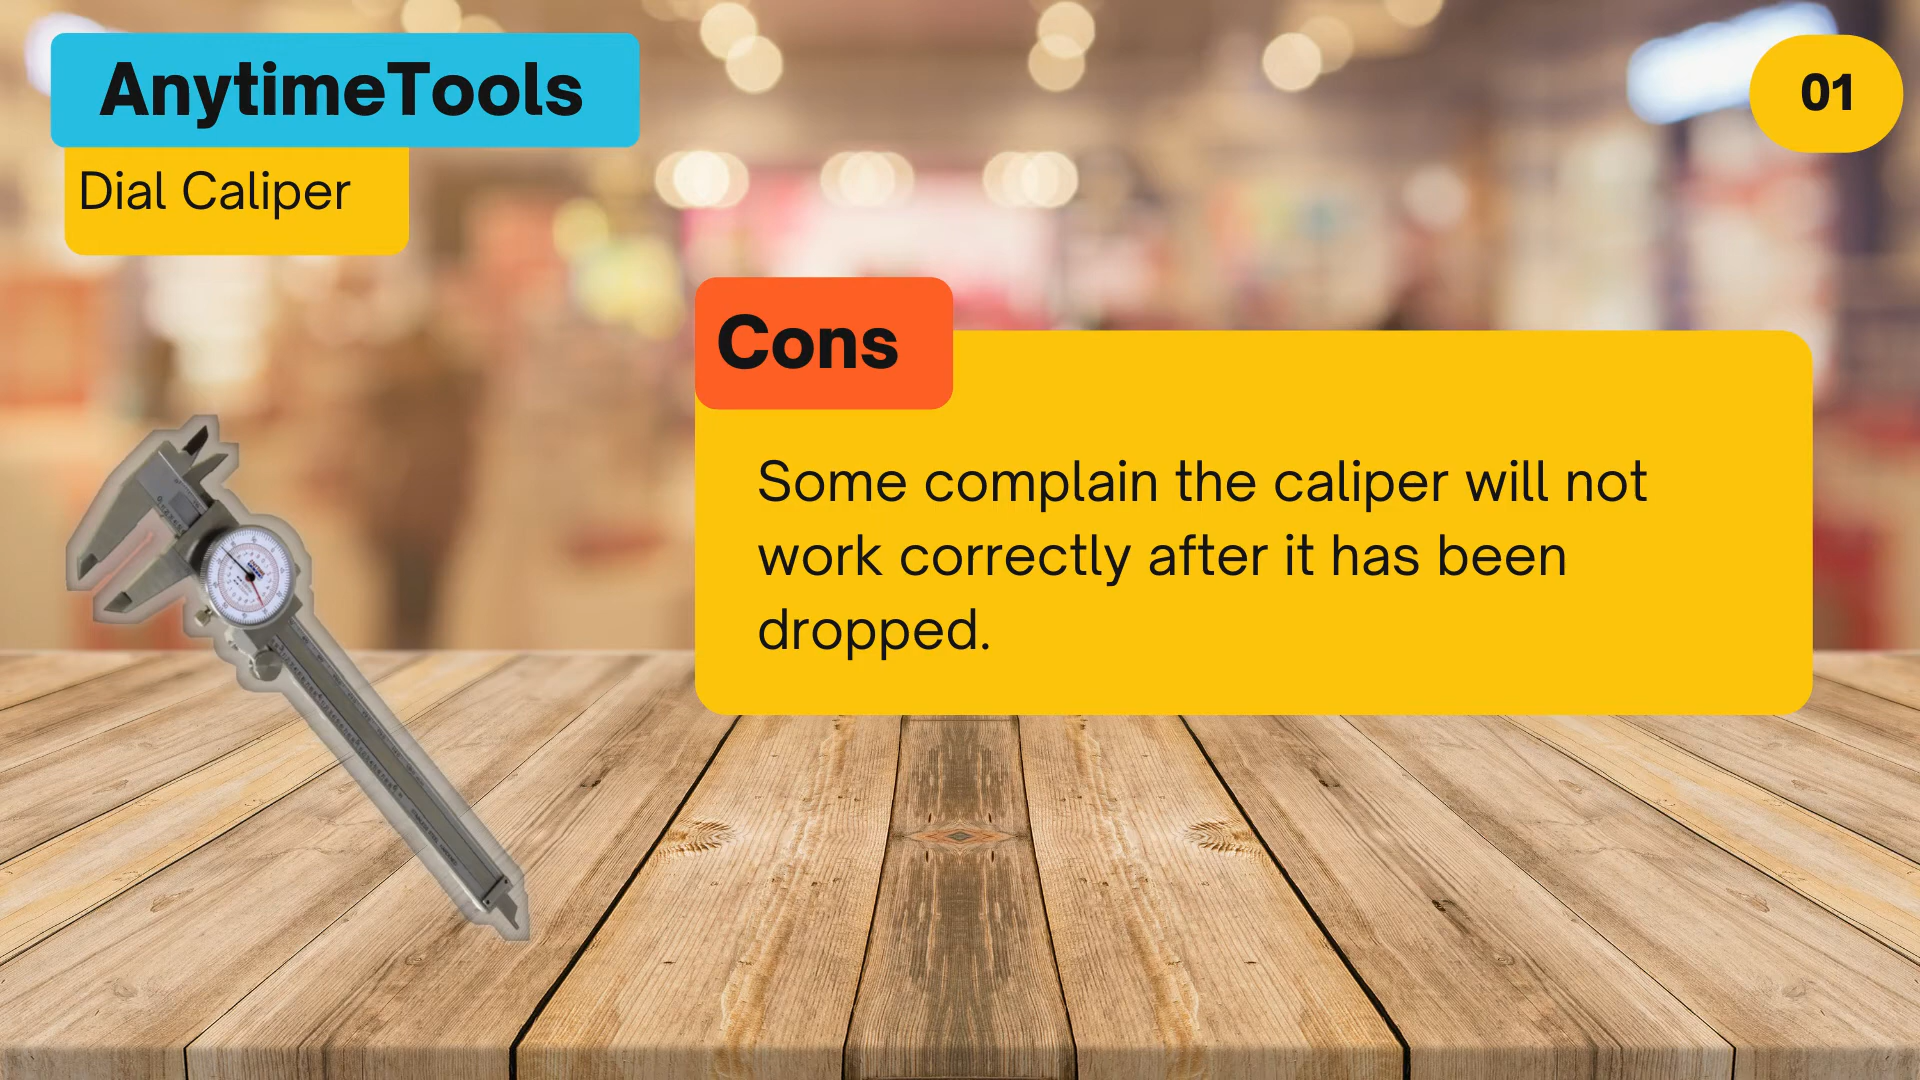 AnytimeTools
01
Dial Caliper
Cons
Some complain the caliper will not
work correctly after it has been
dropped.